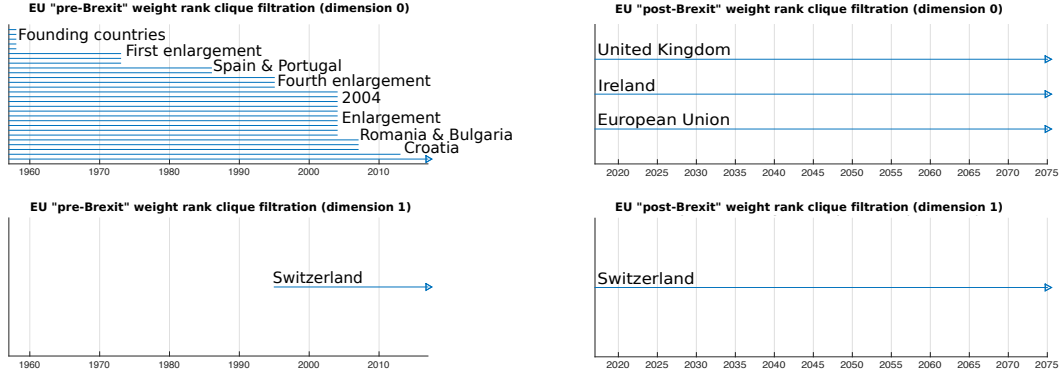 EU "pre-Brexit" weight rank clique filtration (dimension 0)
Founding countries
First enlargement
Spain & Portugal
Fourth enlargement
2004
Enlargement
Romania & Bulgaria
Croatia
1960 1970 1980 1990 2000 2010
EU "post-Brexit" weight rank clique filtration (dimension 0)
United Kingdom
Ireland
European Union
2020 2025 2030 2035 2040 2045 2050 2055 2060 2065 2070 2075
EU "pre-Brexit" weight rank clique filtration (dimension 1)
Switzerland
1960 1970 1980 1990 2000 2010
EU "post-Brexit" weight rank clique filtration (dimension 1)
Switzerland
2020 2025 2030 2035 2040 2045 2050 2055 2060 2065 2070 2075